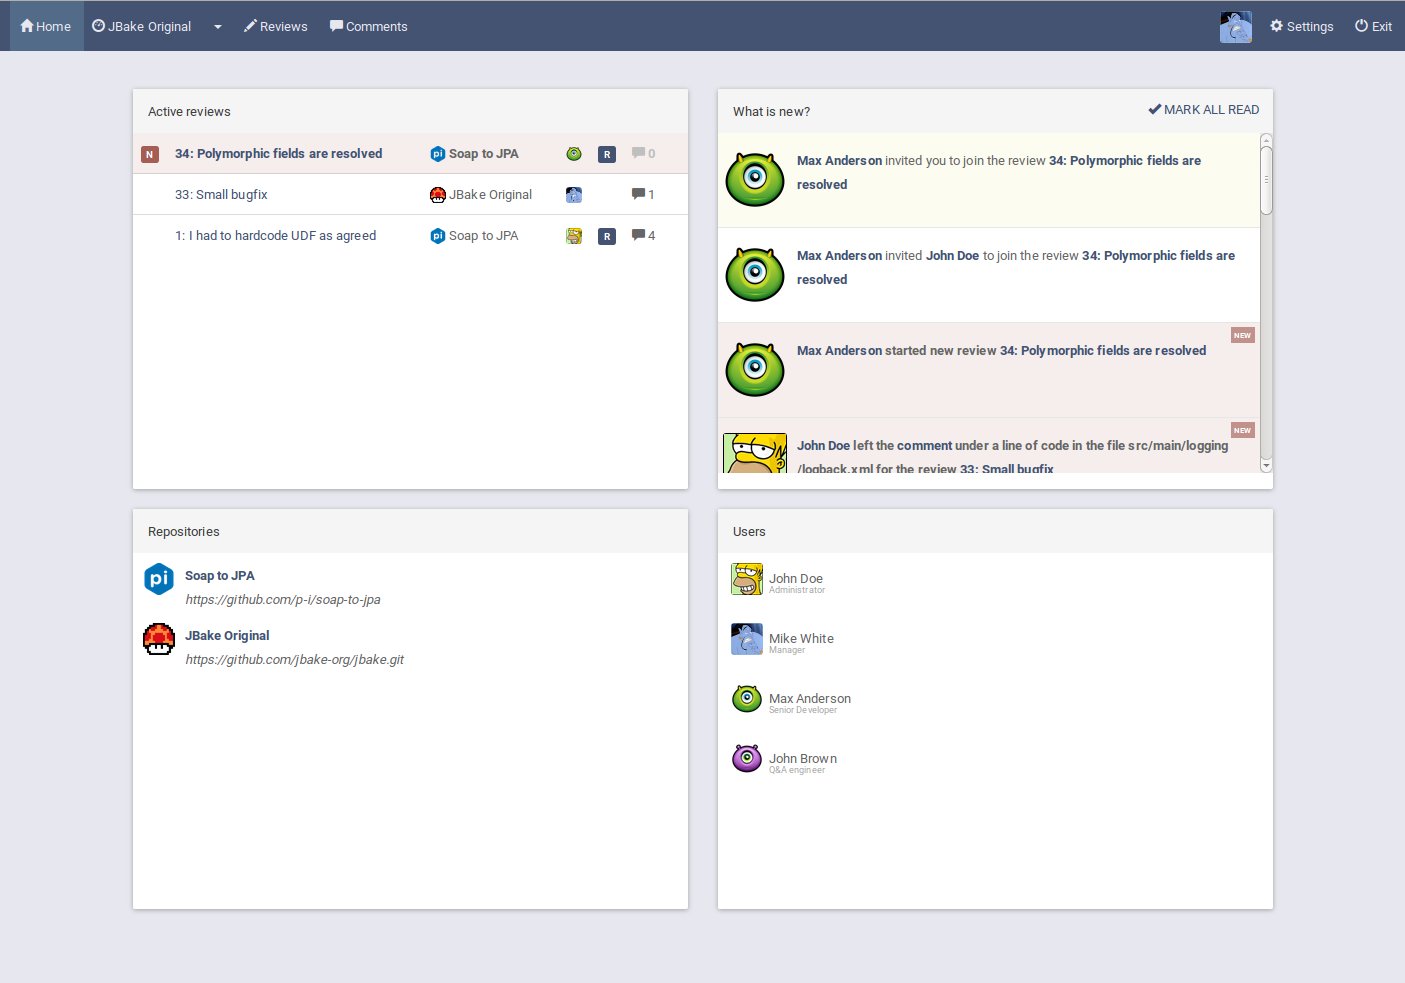 Home JBake Original Reviews Comments Settings Exit
Active reviews
N 34: Polymorphic fields are resolved pi Soap to JPA R 0
33: Small bugfix JBake Original 1
1: I had to hardcode UDF as agreed pi Soap to JPA R 4
What is new? MARK ALL READ
Max Anderson invited you to join the review 34: Polymorphic fields are
resolved
Max Anderson invited John Doe to join the review 34: Polymorphic fields are
resolved
NEW
Max Anderson started new review 34: Polymorphic fields are resolved
NEW
John Doe left the comment under a line of code in the file src/main/logging
/logback.xml for the review 33: Small bugfix
Repositories
pi Soap to JPA
https://github.com/p-i/soap-to-jpa
JBake Original
https://github.com/jbake-org/jbake.git
Users
John Doe
Administrator
Mike White
Manager
Max Anderson
Senior Developer
John Brown
Q&A engineer